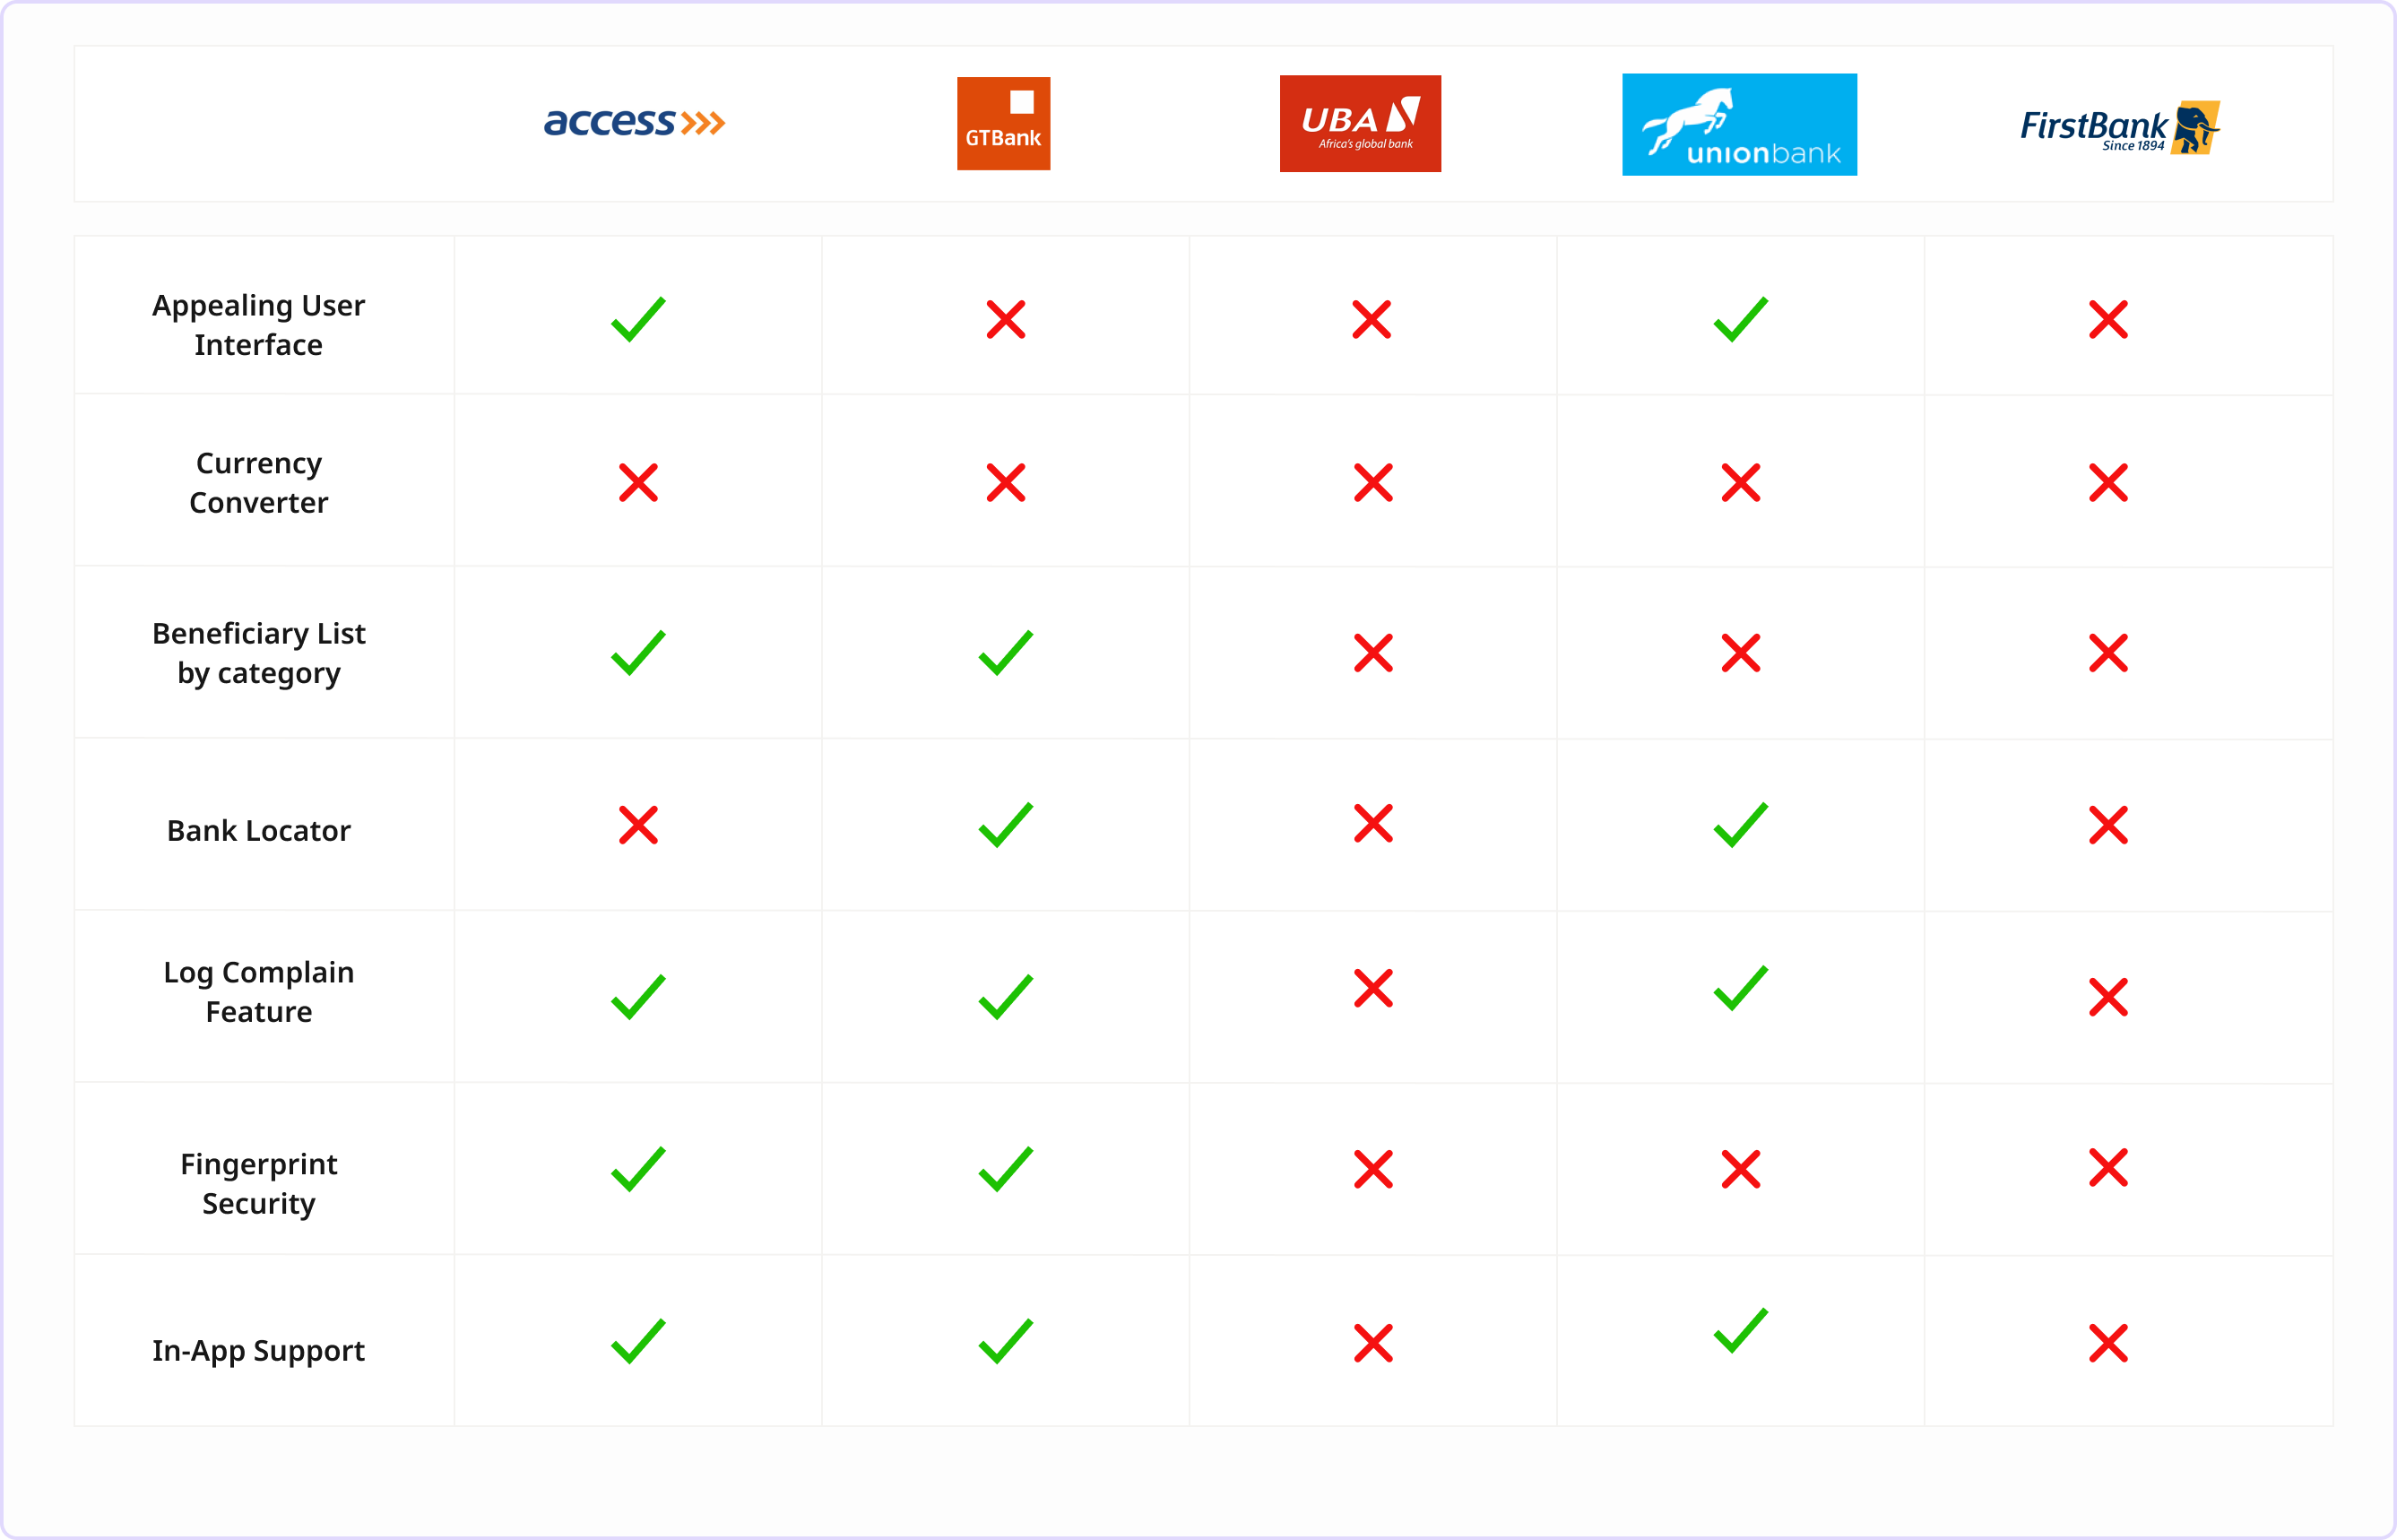 access
GTBank
UBA
Africa's global bank
unionbank
FirstBank
Since 1894
Appealing User
Interface
Currency
Converter
Beneficiary List
by category
Bank Locator
Log Complain
Feature
Fingerprint
Security
In-App Support